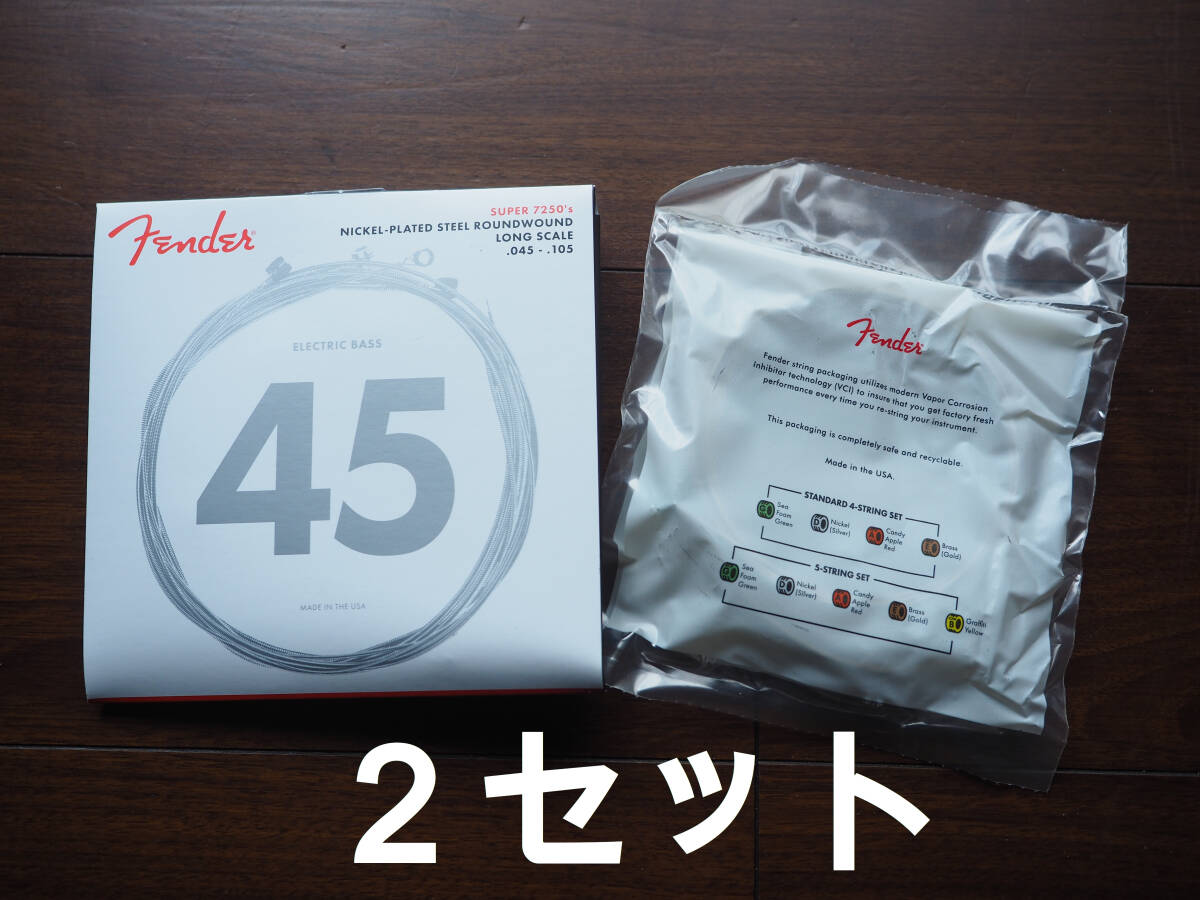 Fender
SUPER 7250's
NICKEL-PLATED STEEL ROUNDWOUND
LONG SCALE
.045 - .105
ELECTRIC BASS
45
MADE IN THE USA
Fender
Fender string packaging utilizes modern Vapor Corrosion
Inhibitor technology (VCI) to insure that you get factory fresh
performance every time you re-string your instrument.
This packaging is completely safe and recyclable.
Made in the USA.
STANDARD 4-STRING SET
G Sea Foam Green
D Nickel (Silver)
A Candy Apple Red
E Brass (Gold)
5-STRING SET
G Sea Foam Green
D Nickel (Silver)
A Candy Apple Red
E Brass (Gold)
B Graffiti Yellow
2セット